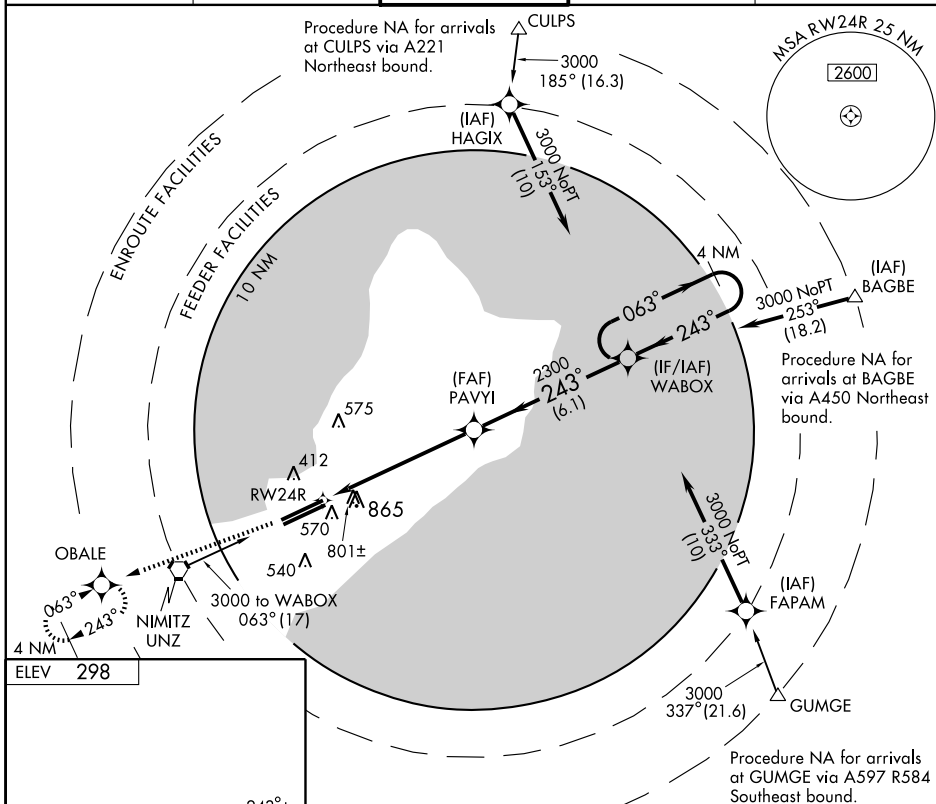 Procedure NA for arrivals
at CULPS via A221
Northeast bound.
CULPS
3000
185° (16.3)
(IAF)
HAGIX
3000 NoPT
153°
(10)
MSA RW24R 25 NM
2600
ENROUTE FACILITIES
FEEDER FACILITIES
10 NM
4 NM
063°
243°
(IAF)
BAGBE
3000 NoPT
253°
(18.2)
Procedure NA for
arrivals at BAGBE
via A450 Northeast
bound.
(IF/IAF)
WABOX
2300
243°
(6.1)
(FAF)
PAVYI
575
412
RW24R
865
570
801±
540
OBALE
063°
243°
4 NM
NIMITZ
UNZ
3000 to WABOX
063° (17)
3000 NoPT
333°
(10)
(IAF)
FAPAM
3000
337° (21.6)
GUMGE
Procedure NA for arrivals
at GUMGE via A597 R584
Southeast bound.
ELEV 298